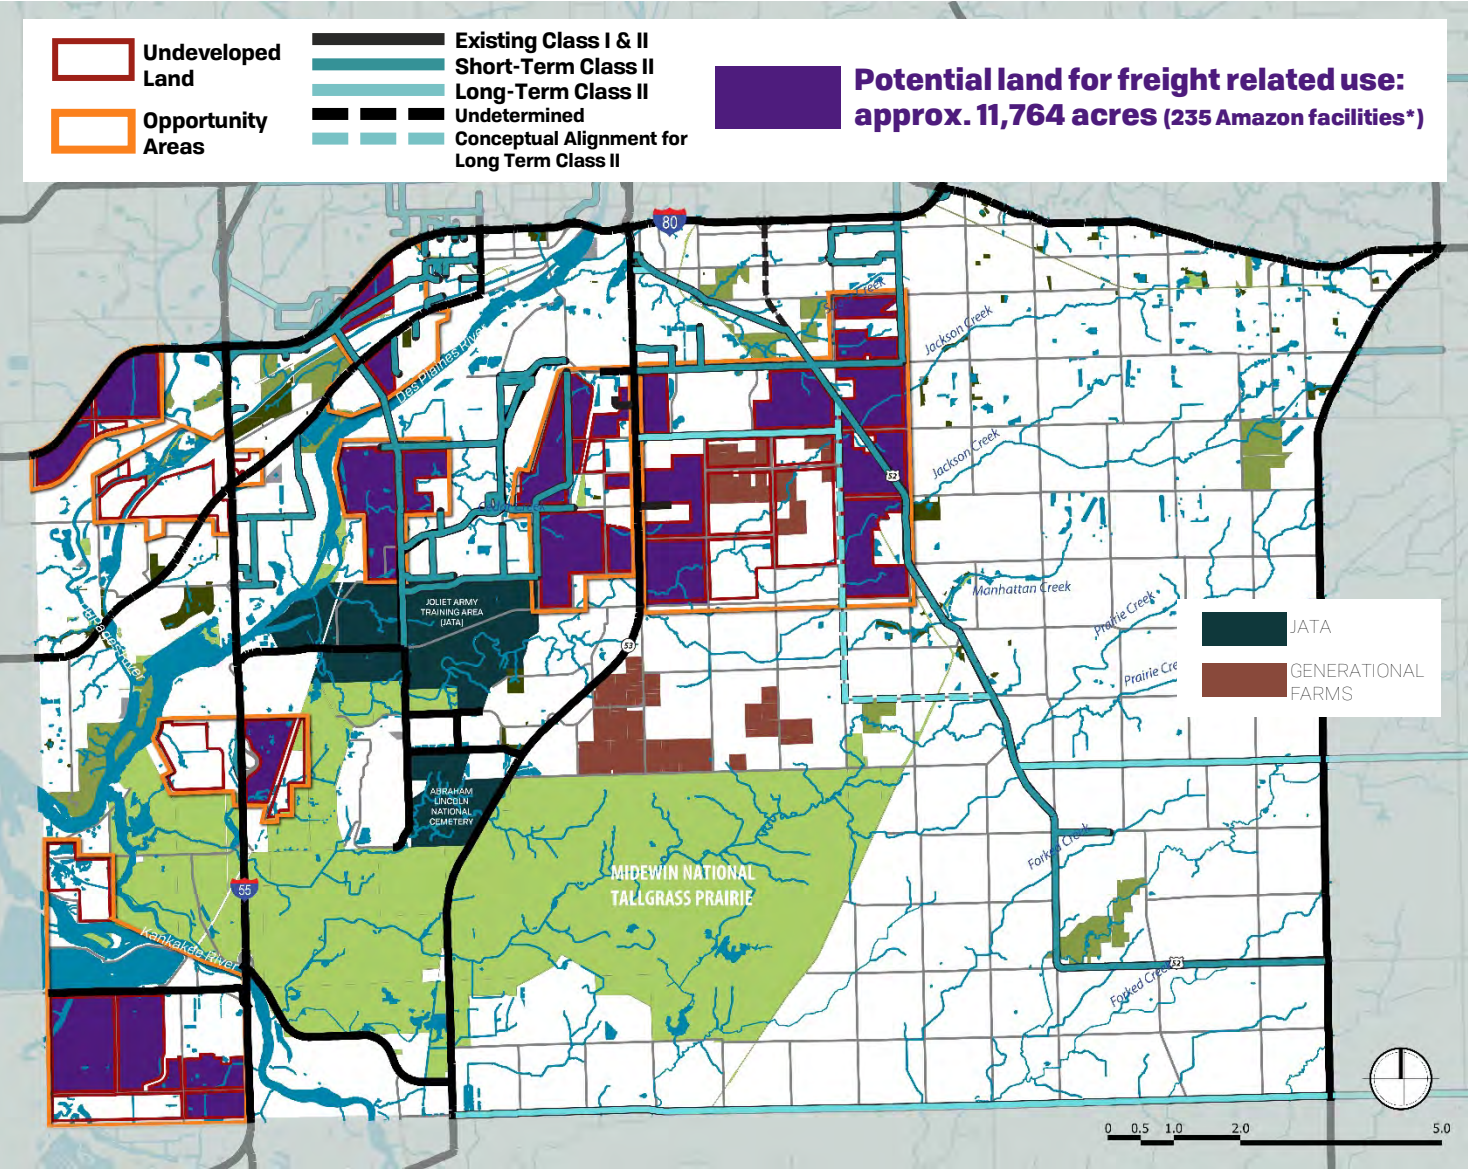 Undeveloped
Land
Opportunity
Areas
Existing Class I & II
Short-Term Class II
Long-Term Class II
Undetermined
Conceptual Alignment for
Long Term Class II
Potential land for freight related use:
approx. 11,764 acres (235 Amazon facilities*)
80
Jackson Creek
Des Plaines River
Jackson Creek
52
JOLIET ARMY
TRAINING AREA
(JATA)
Manhattan Creek
Prairie Creek
DuPage River
53
JATA
Prairie Cre
GENERATIONAL
FARMS
ABRAHAM
LINCOLN
NATIONAL
CEMETERY
Forked Creek
MIDEWIN NATIONAL
TALLGRASS PRAIRIE
55
Kankakee River
52
Forked Creek
0 0.5 1.0 2.0 5.0